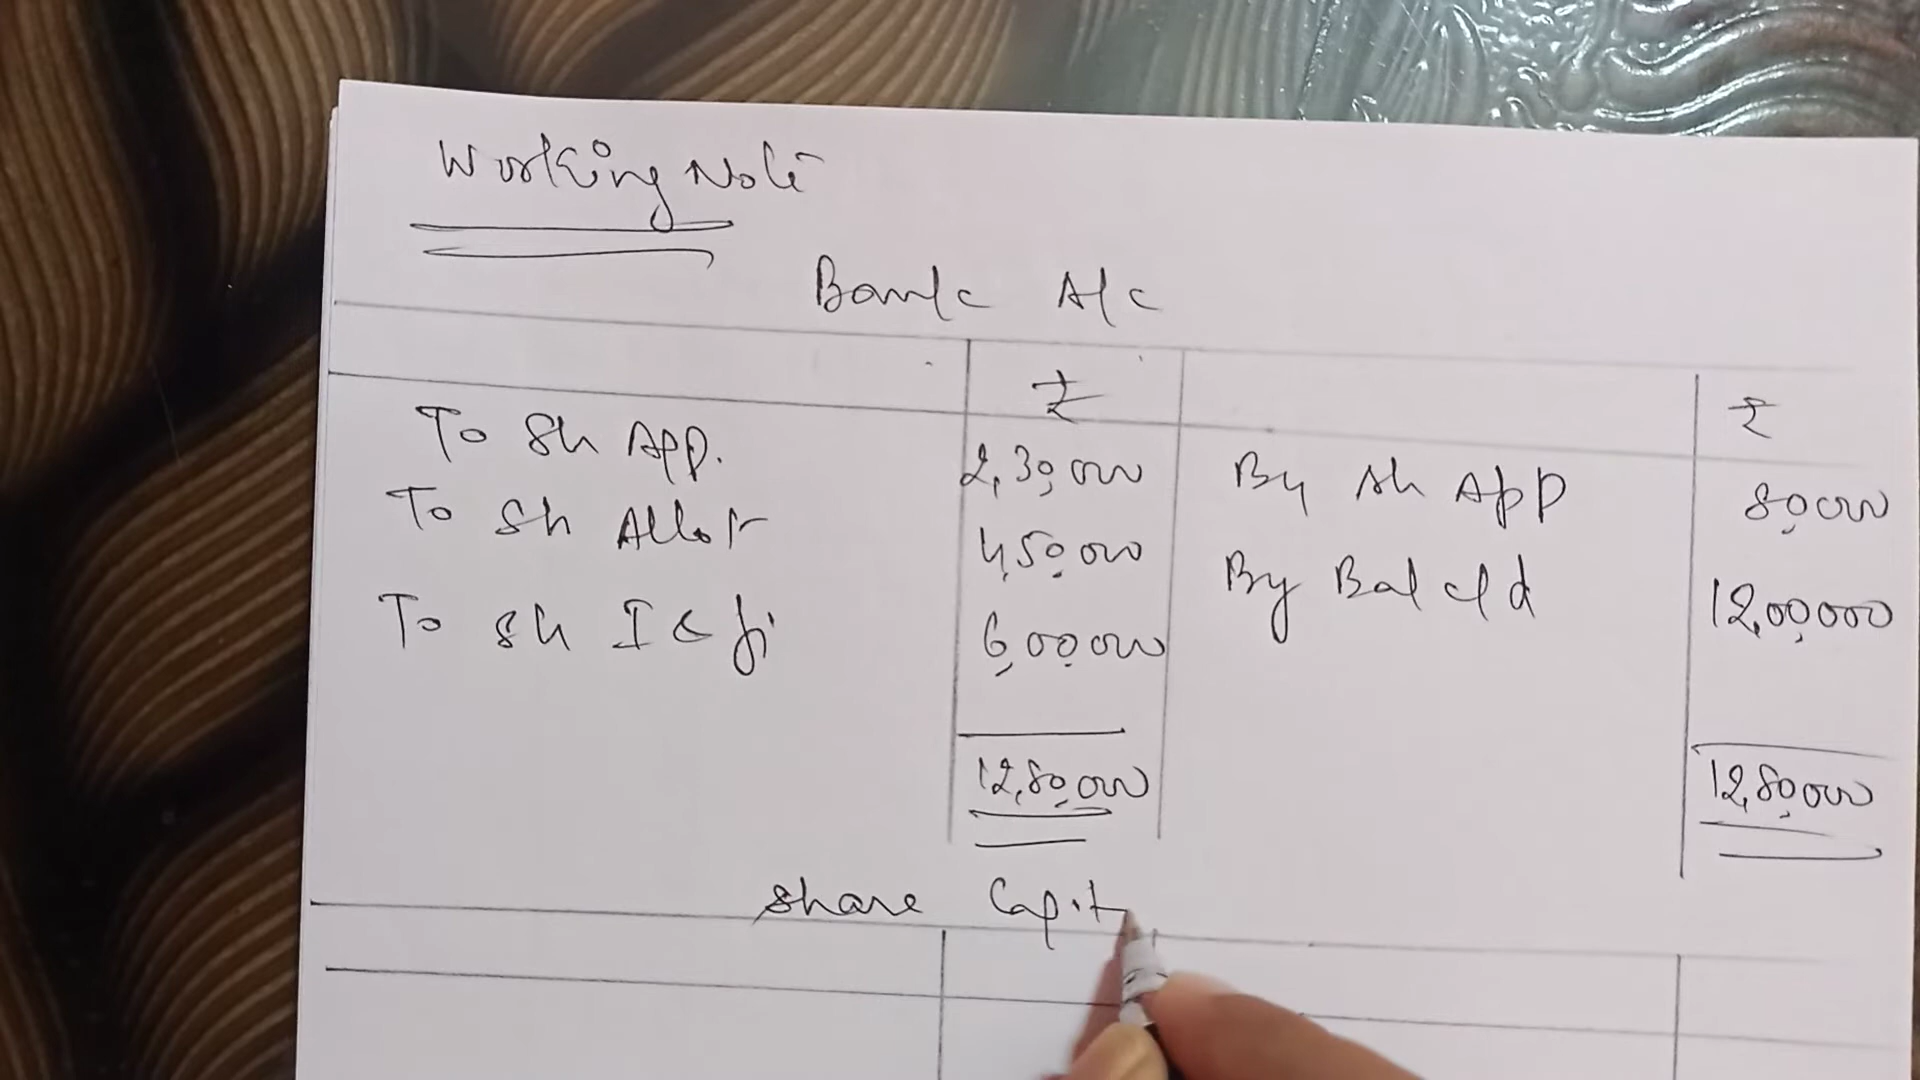 Working Note
Bank A/c
₹ ₹
To Sh App. 2,30,000 By Sh App 80,000
To Sh Allot 4,50,000 By Bal c/d 12,00,000
To Sh I & fi 6,00,000
12,80,000 12,80,000
Share Capit